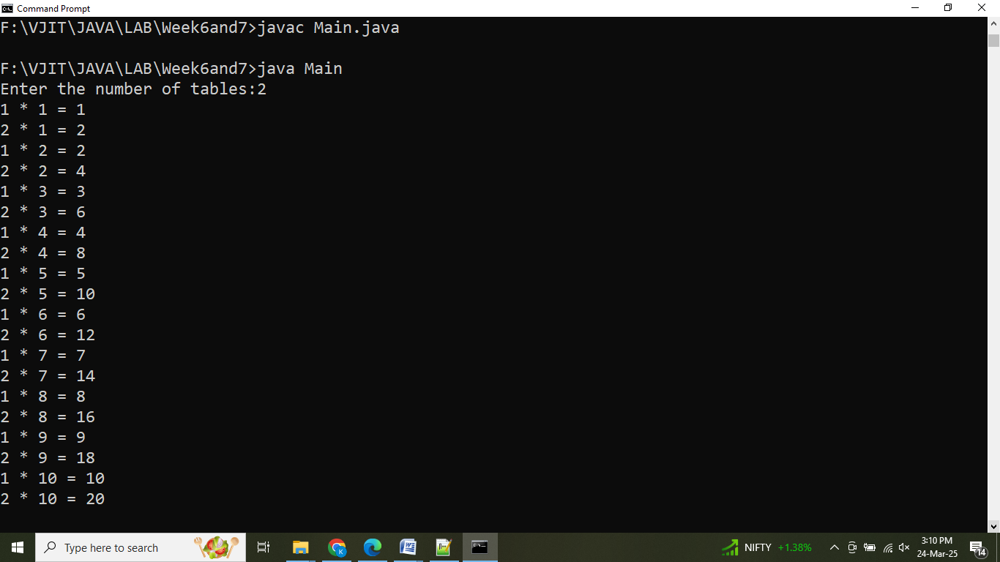 Command Prompt
F:\VJIT\JAVA\LAB\Week6and7>javac Main.java
F:\VJIT\JAVA\LAB\Week6and7>java Main
Enter the number of tables:2
1 * 1 = 1
2 * 1 = 2
1 * 2 = 2
2 * 2 = 4
1 * 3 = 3
2 * 3 = 6
1 * 4 = 4
2 * 4 = 8
1 * 5 = 5
2 * 5 = 10
1 * 6 = 6
2 * 6 = 12
1 * 7 = 7
2 * 7 = 14
1 * 8 = 8
2 * 8 = 16
1 * 9 = 9
2 * 9 = 18
1 * 10 = 10
2 * 10 = 20
Type here to search
NIFTY +1.38%
3:10 PM
24-Mar-25
14